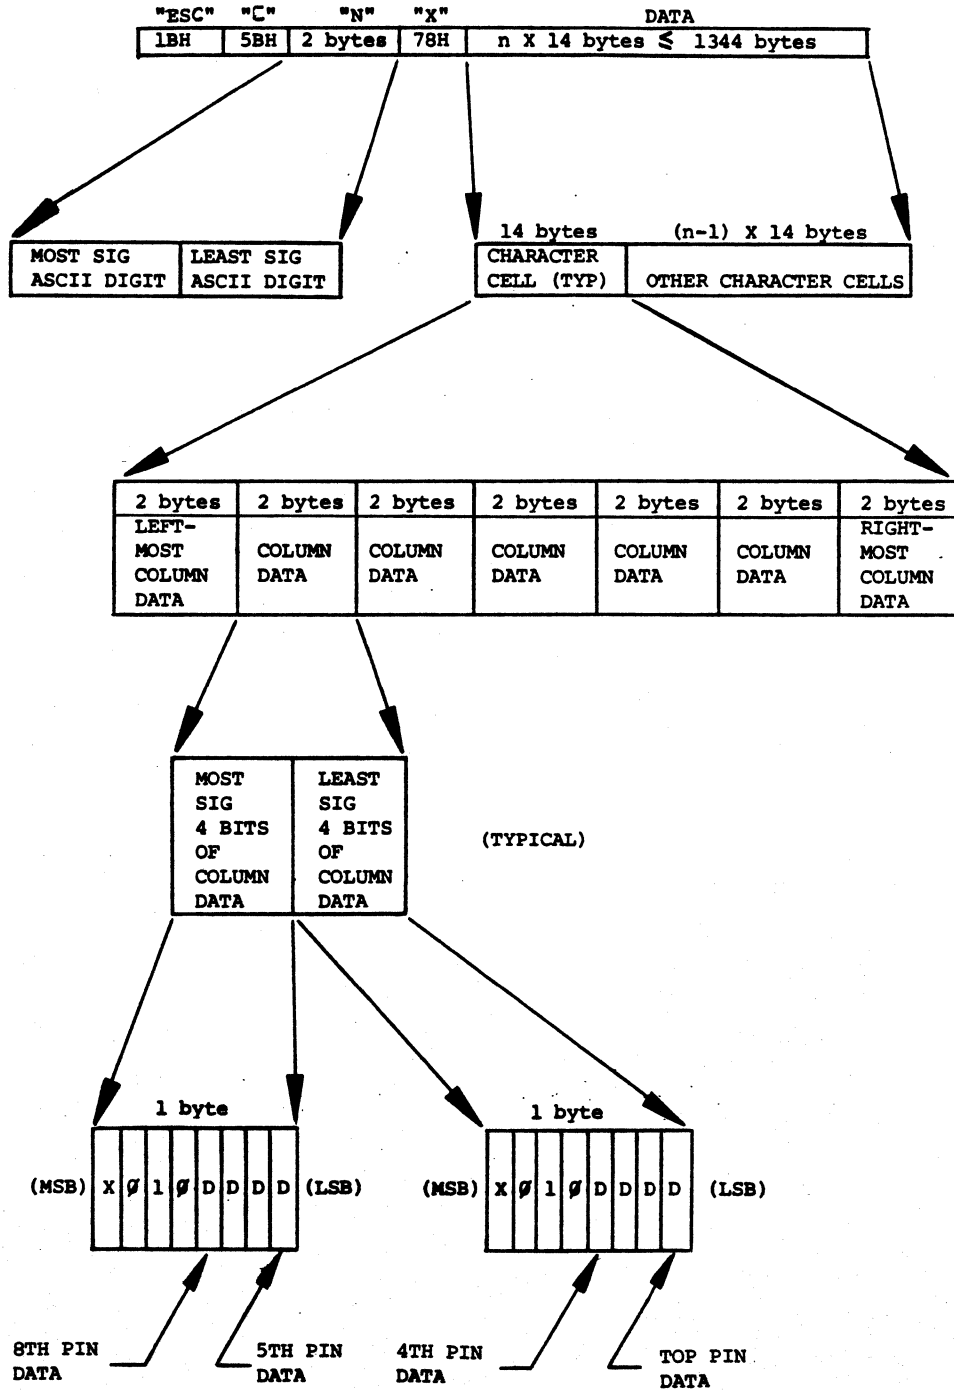 "ESC" "[" "N" "X" DATA
1BH 5BH 2 bytes 78H n X 14 bytes ≤ 1344 bytes
14 bytes (n-1) X 14 bytes
MOST SIG
ASCII DIGIT
LEAST SIG
ASCII DIGIT
CHARACTER
CELL (TYP)
OTHER CHARACTER CELLS
2 bytes 2 bytes 2 bytes 2 bytes 2 bytes 2 bytes 2 bytes
LEFT-
MOST
COLUMN
DATA
COLUMN
DATA
COLUMN
DATA
COLUMN
DATA
COLUMN
DATA
COLUMN
DATA
RIGHT-
MOST
COLUMN
DATA
MOST
SIG
4 BITS
OF
COLUMN
DATA
LEAST
SIG
4 BITS
OF
COLUMN
DATA
(TYPICAL)
1 byte 1 byte
(MSB) X Ø 1 Ø D D D D (LSB)
(MSB) X Ø 1 Ø D D D D (LSB)
8TH PIN
DATA
5TH PIN
DATA
4TH PIN
DATA
TOP PIN
DATA